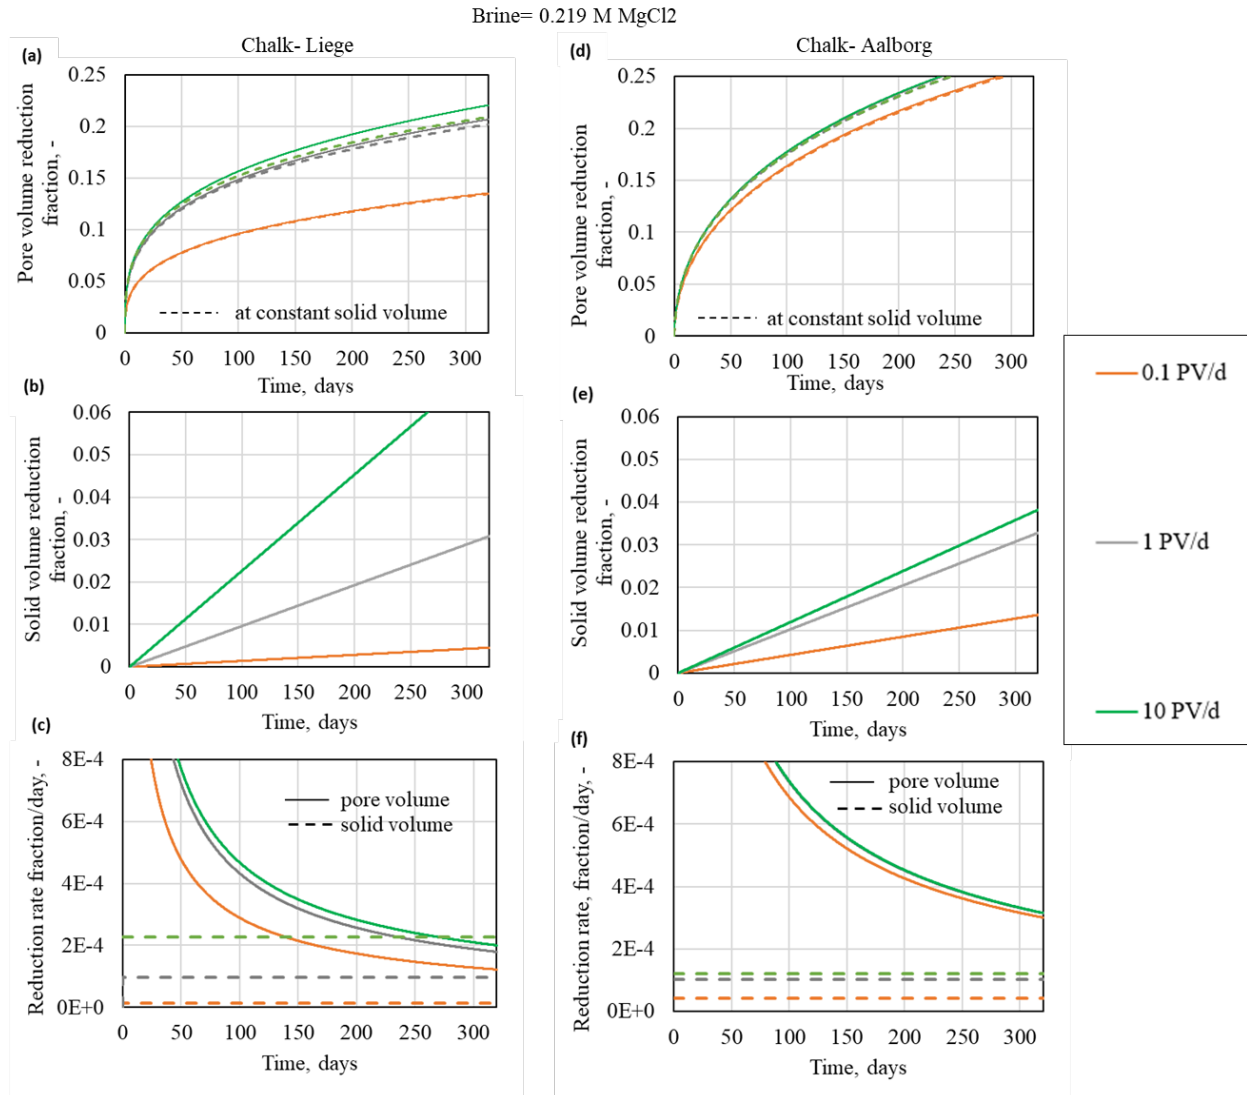 Brine= 0.219 M MgCl2
(a)
Chalk- Liege
Pore volume reduction
fraction, -
0.25
0.2
0.15
0.1
0.05
0
at constant solid volume
0 50 100 150 200 250 300
Time, days
(d)
Chalk- Aalborg
Pore volume reduction
fraction, -
0.25
0.2
0.15
0.1
0.05
0
at constant solid volume
0 50 100 150 200 250 300
Time, days
(b)
Solid volume reduction
fraction, -
0.06
0.05
0.04
0.03
0.02
0.01
0
0 50 100 150 200 250 300
Time, days
(e)
Solid volume reduction
fraction, -
0.06
0.05
0.04
0.03
0.02
0.01
0
0 50 100 150 200 250 300
Time, days
(c)
Reduction rate fraction/day, -
8E-4
6E-4
4E-4
2E-4
0E+0
pore volume
solid volume
0 50 100 150 200 250 300
Time, days
(f)
Reduction rate, fraction/day, -
8E-4
6E-4
4E-4
2E-4
0E+0
pore volume
solid volume
0 50 100 150 200 250 300
Time, days
0.1 PV/d
1 PV/d
10 PV/d